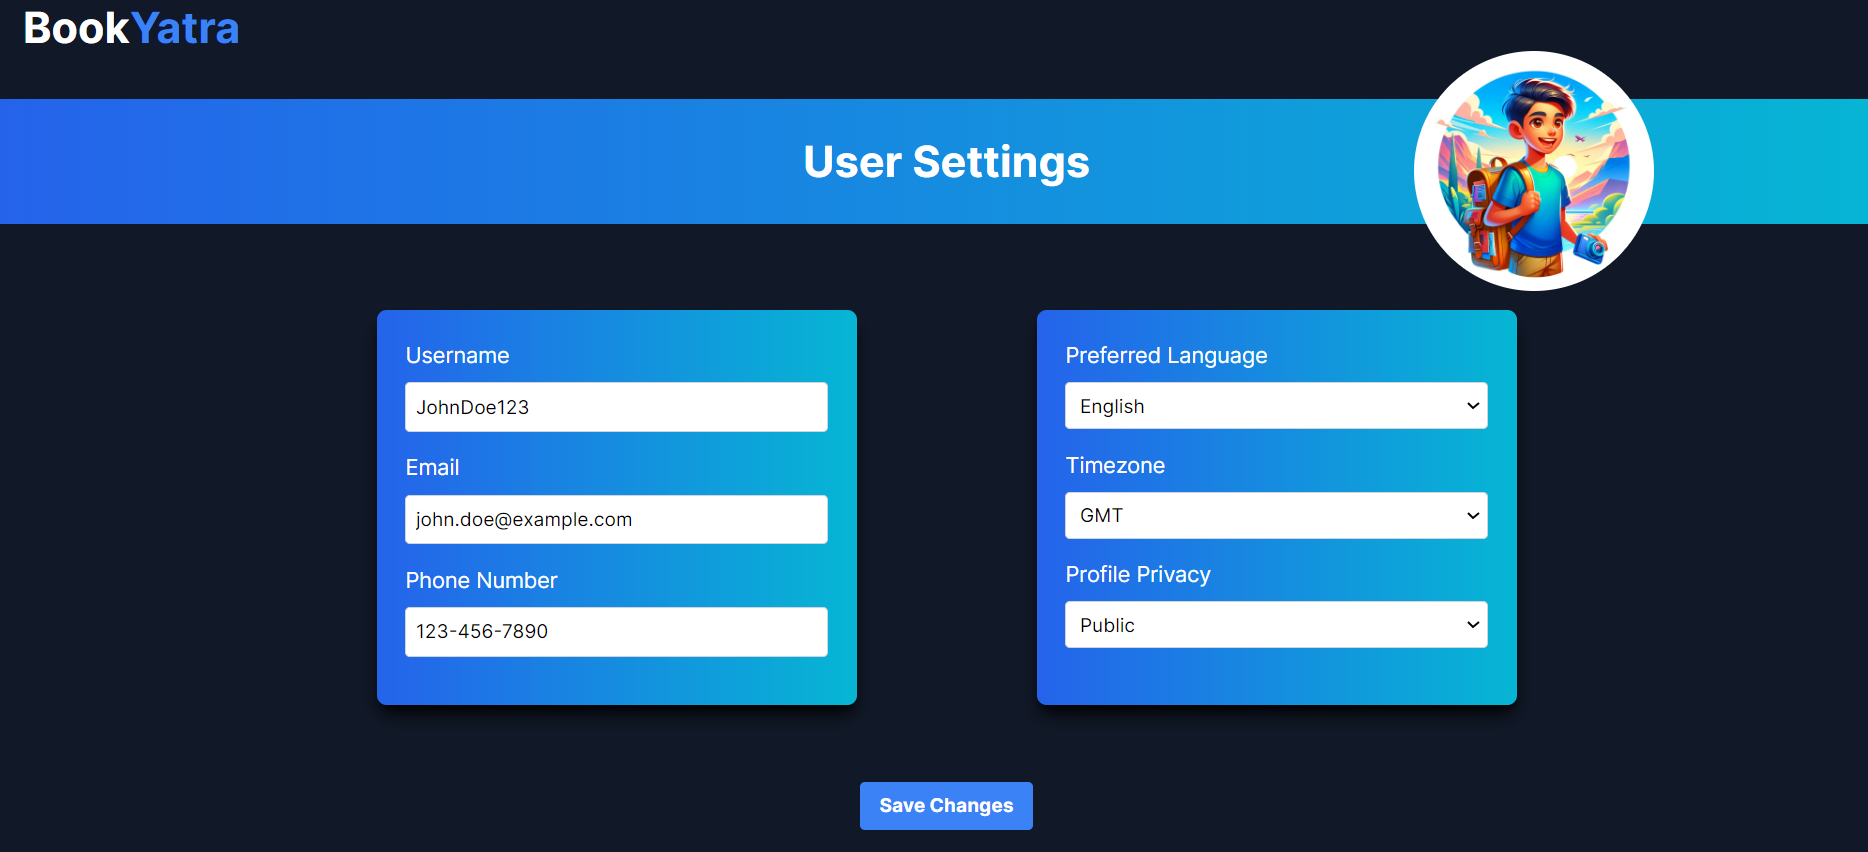 BookYatra
User Settings
Username
JohnDoe123
Email
john.doe@example.com
Phone Number
123-456-7890
Preferred Language
English
Timezone
GMT
Profile Privacy
Public
Save Changes